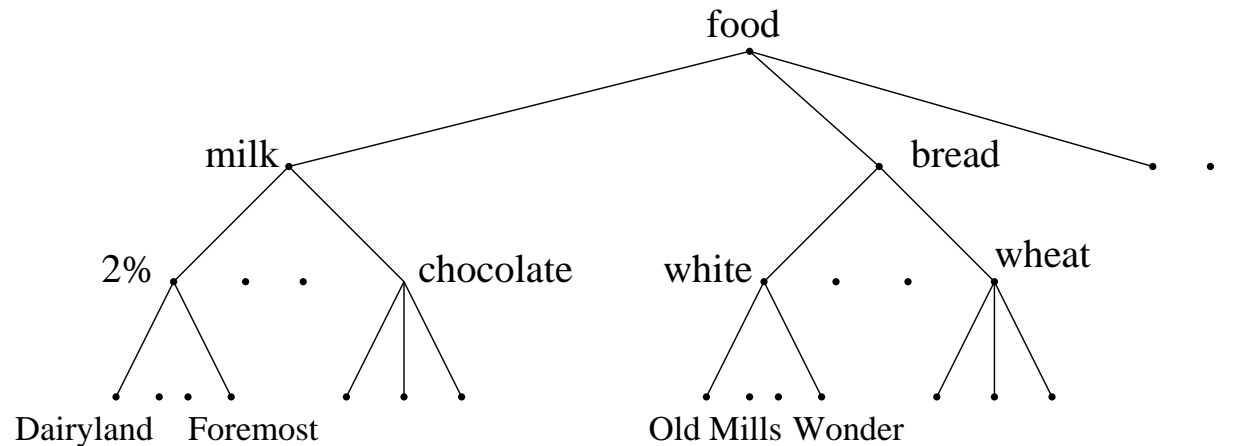 food
milk
bread
2%
chocolate
white
wheat
Dairyland
Foremost
Old Mills
Wonder